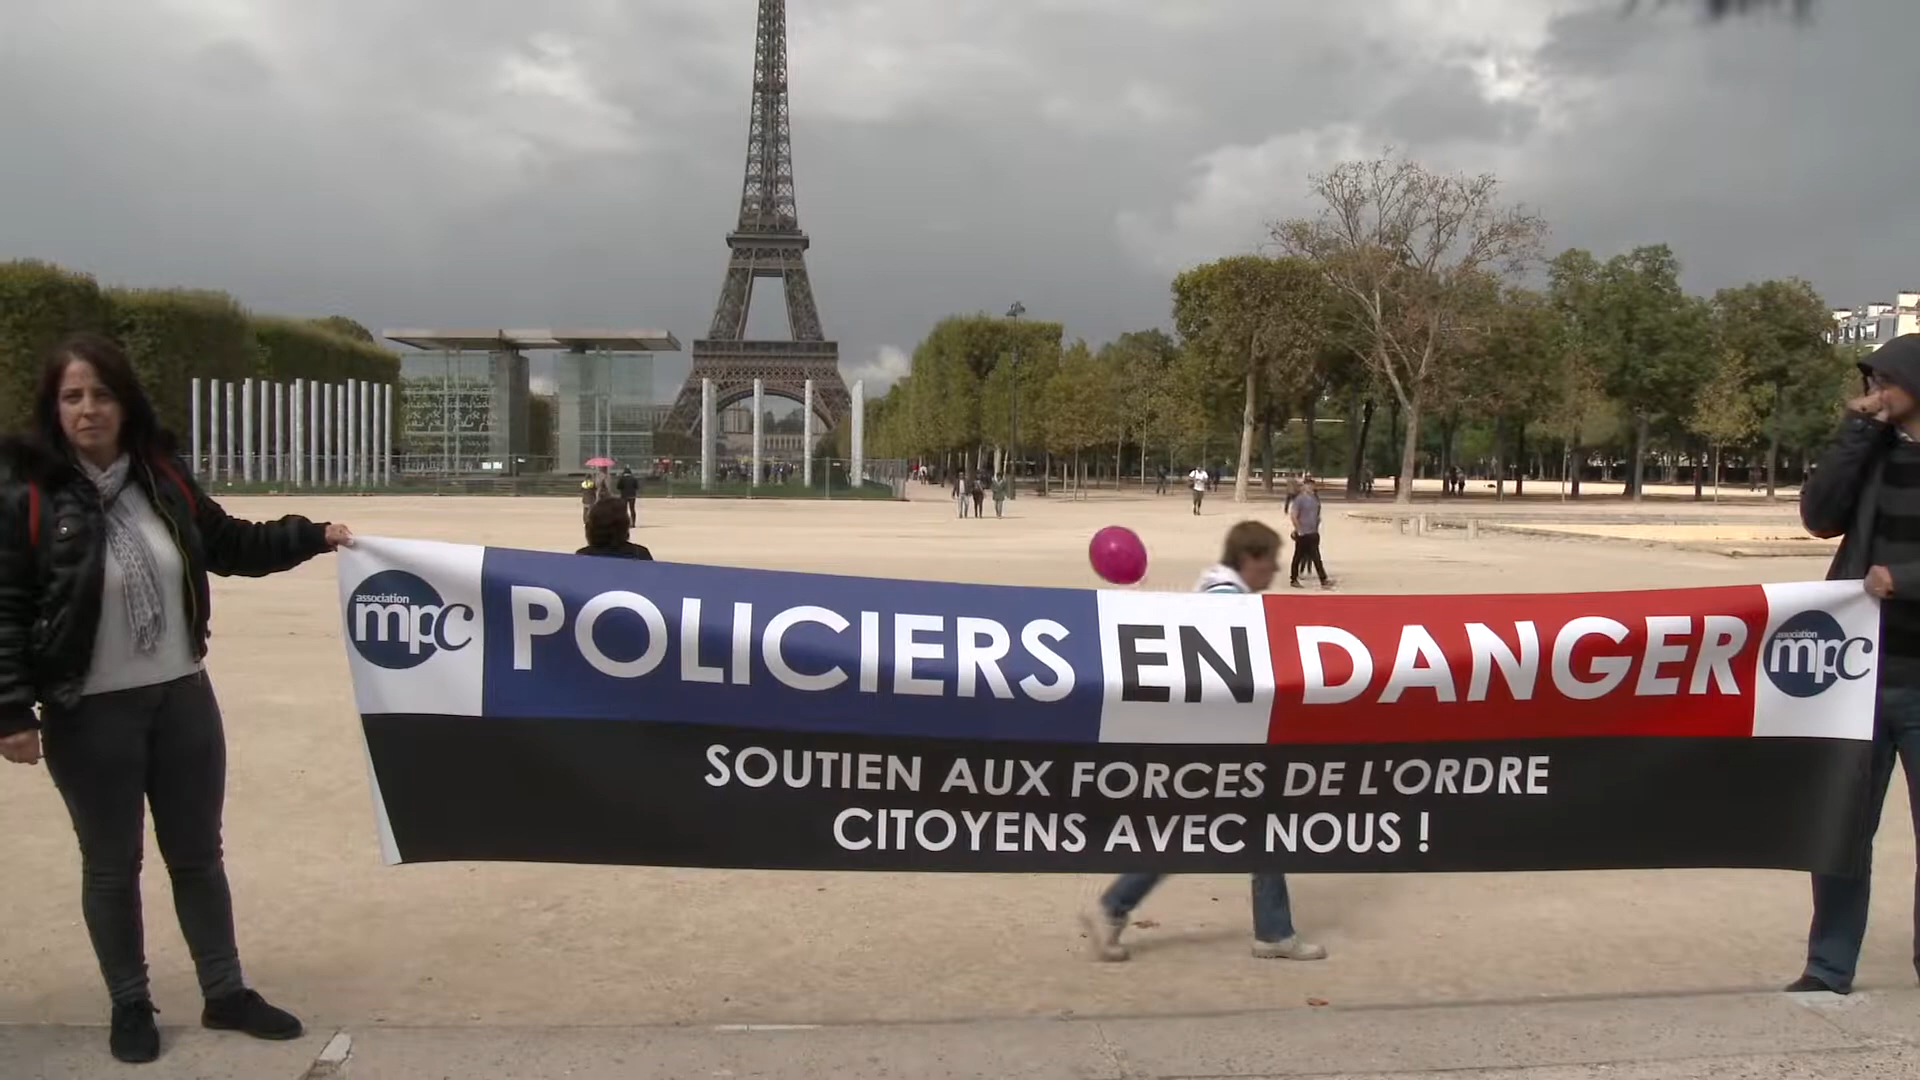 association
mpc
POLICIERS EN DANGER
association
mpc
SOUTIEN AUX FORCES DE L'ORDRE
CITOYENS AVEC NOUS !